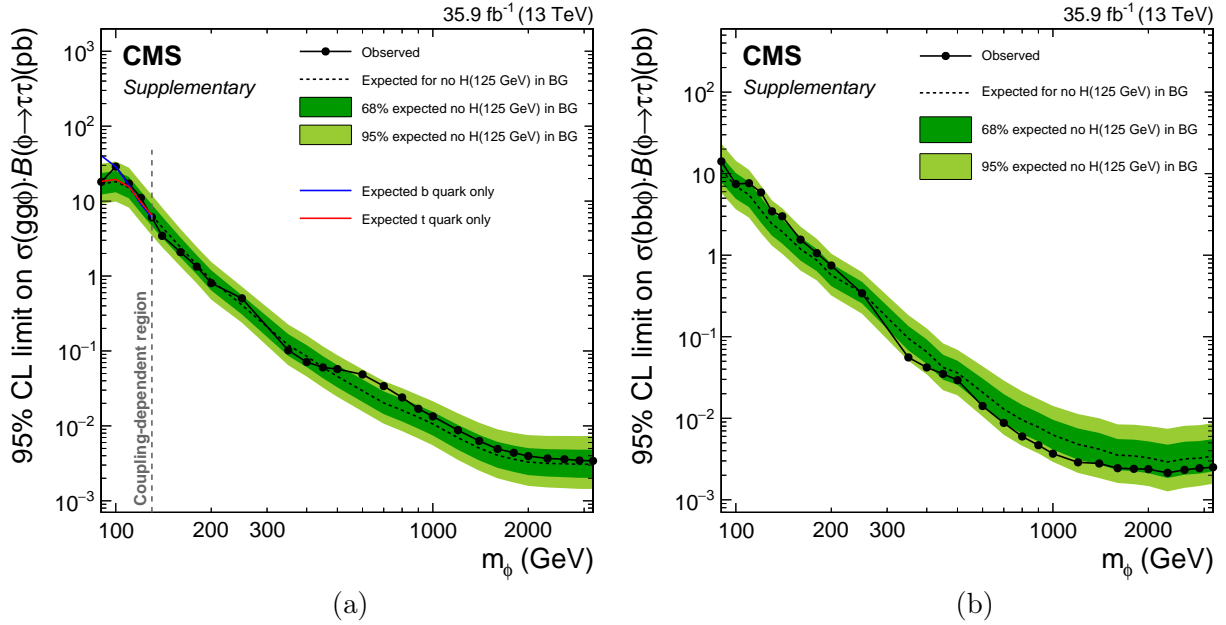 35.9 fb⁻¹ (13 TeV)
CMS
Supplementary
Observed
Expected for no H(125 GeV) in BG
68% expected no H(125 GeV) in BG
95% expected no H(125 GeV) in BG
Expected b quark only
Expected t quark only
Coupling-dependent region
95% CL limit on σ(ggϕ)·B(ϕ→ττ)(pb)
10³
10²
10
1
10⁻¹
10⁻²
10⁻³
100 200 300 1000 2000
m_ϕ (GeV)
(a)
35.9 fb⁻¹ (13 TeV)
CMS
Supplementary
Observed
Expected for no H(125 GeV) in BG
68% expected no H(125 GeV) in BG
95% expected no H(125 GeV) in BG
95% CL limit on σ(bbϕ)·B(ϕ→ττ)(pb)
10²
10
1
10⁻¹
10⁻²
10⁻³
100 200 300 1000 2000
m_ϕ (GeV)
(b)